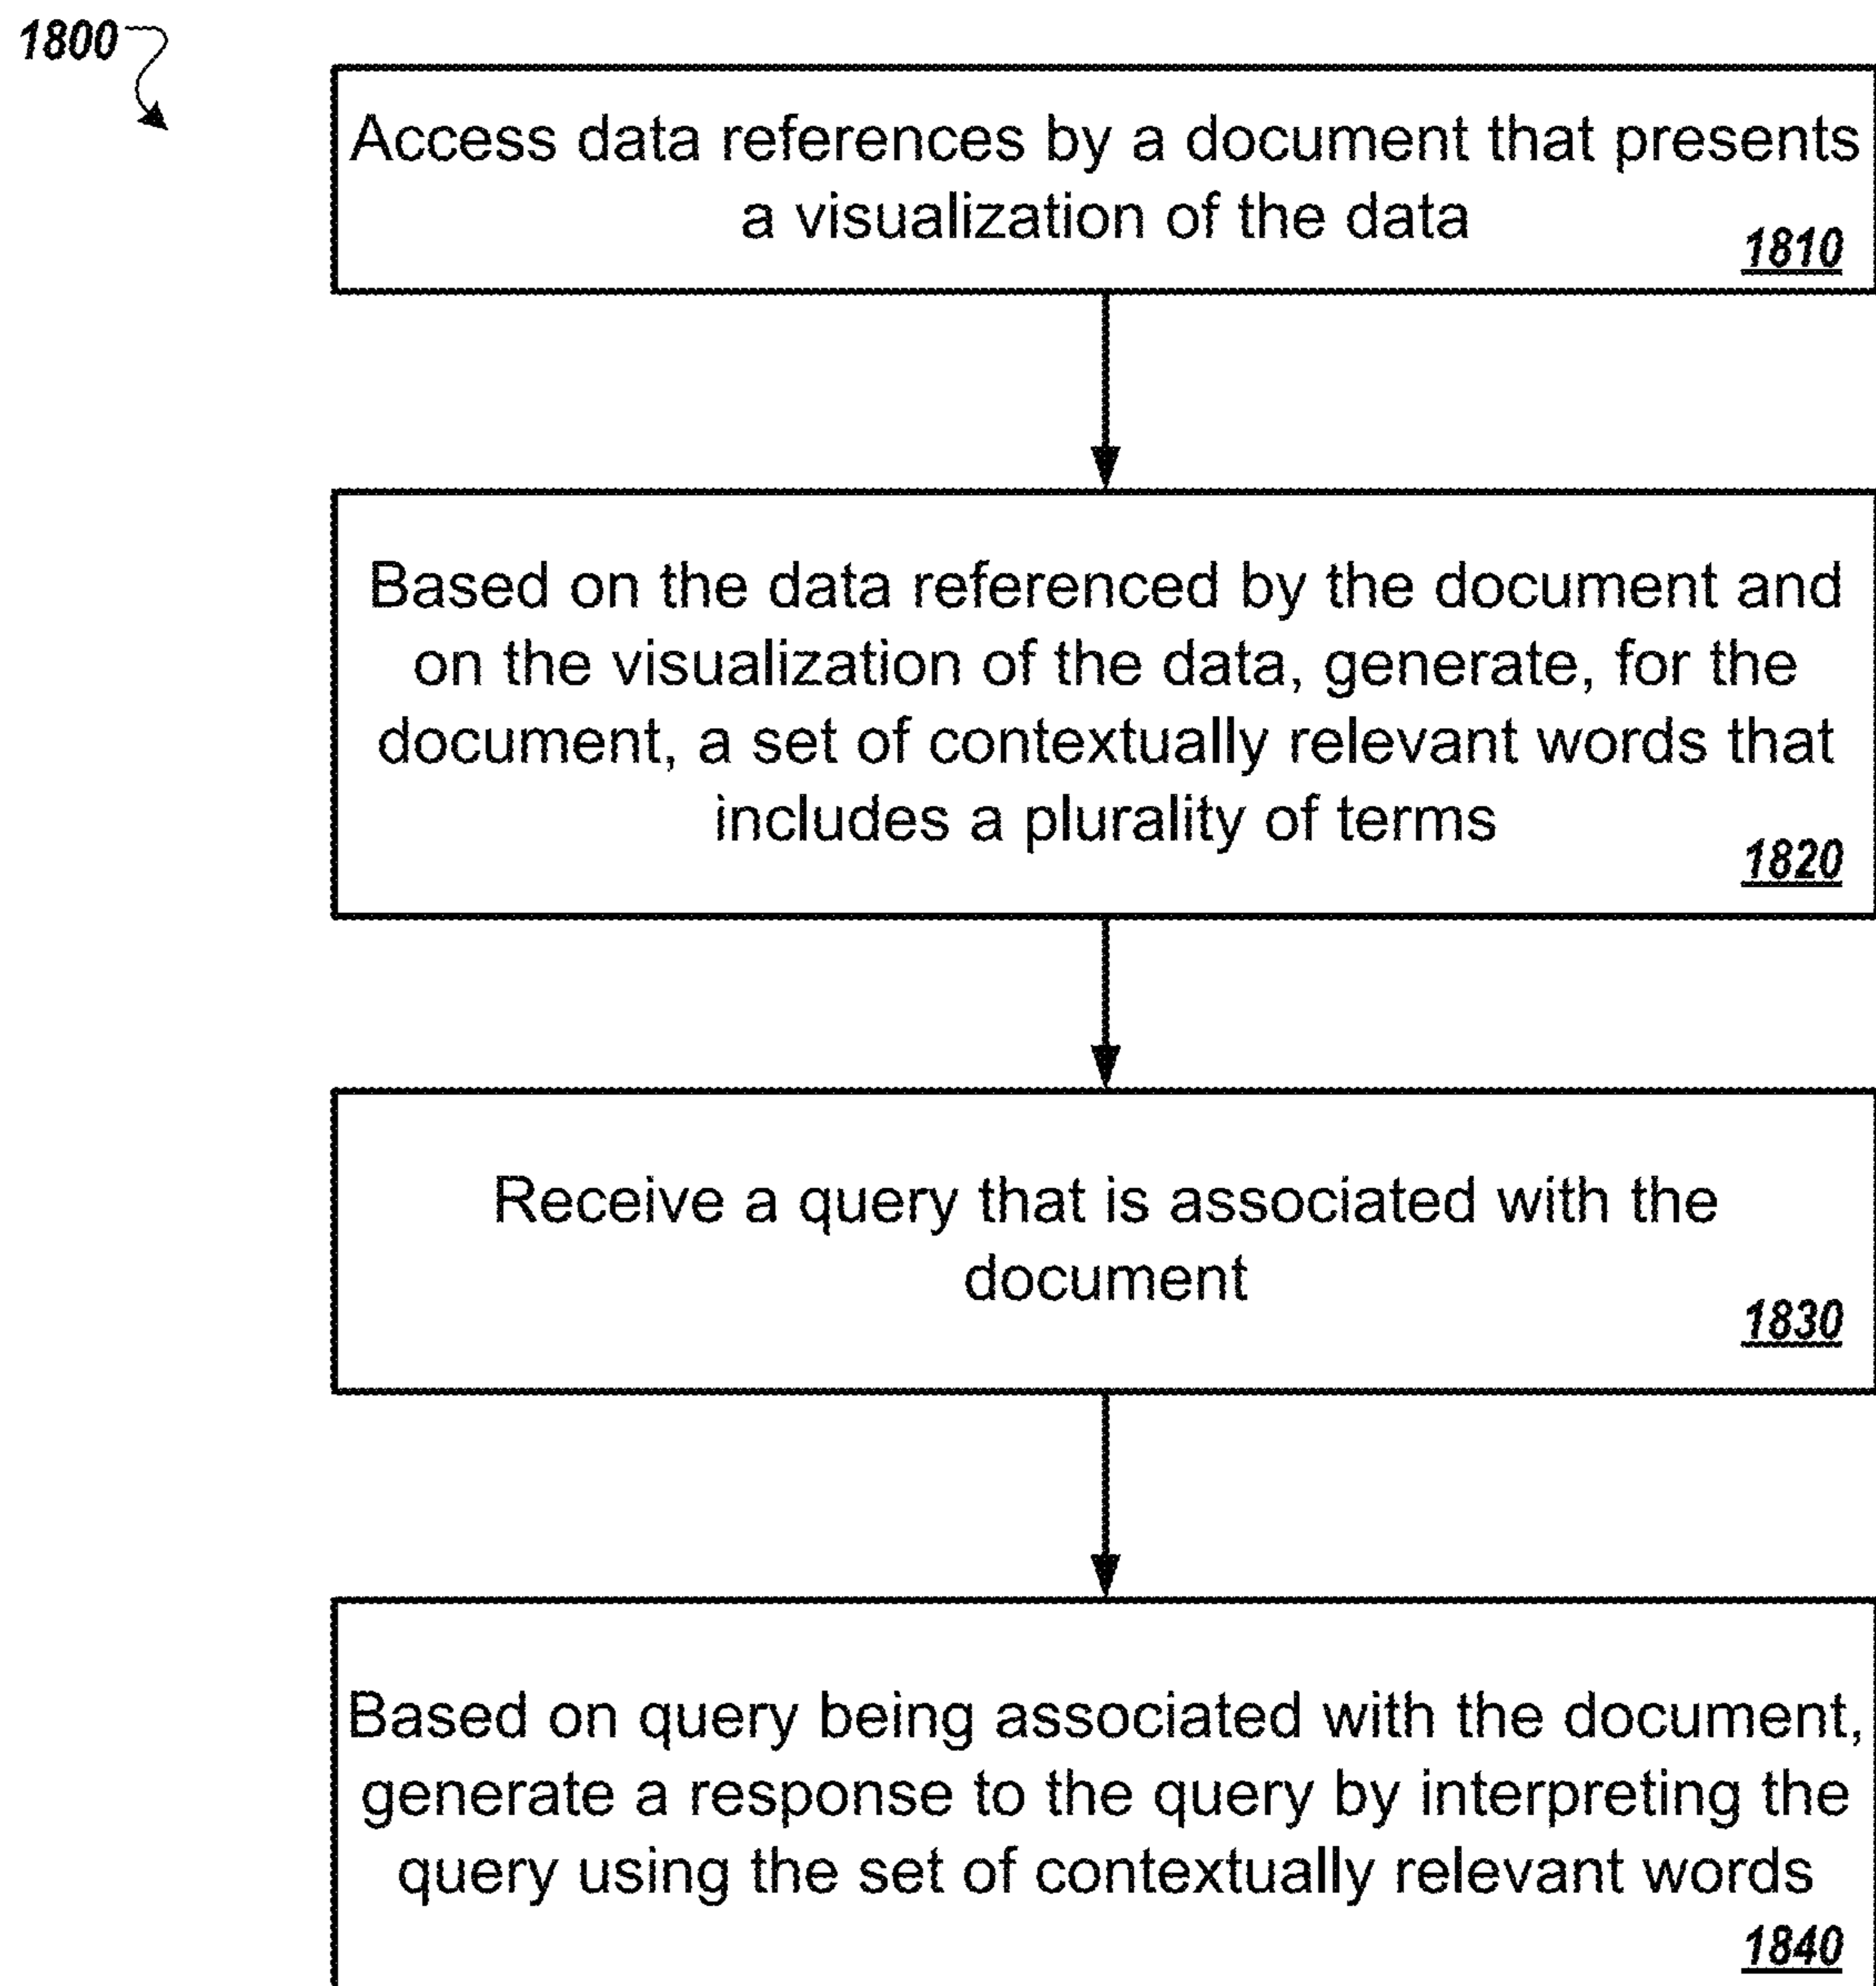 1800
Access data references by a document that presents
a visualization of the data
1810
Based on the data referenced by the document and
on the visualization of the data, generate, for the
document, a set of contextually relevant words that
includes a plurality of terms
1820
Receive a query that is associated with the
document
1830
Based on query being associated with the document,
generate a response to the query by interpreting the
query using the set of contextually relevant words
1840